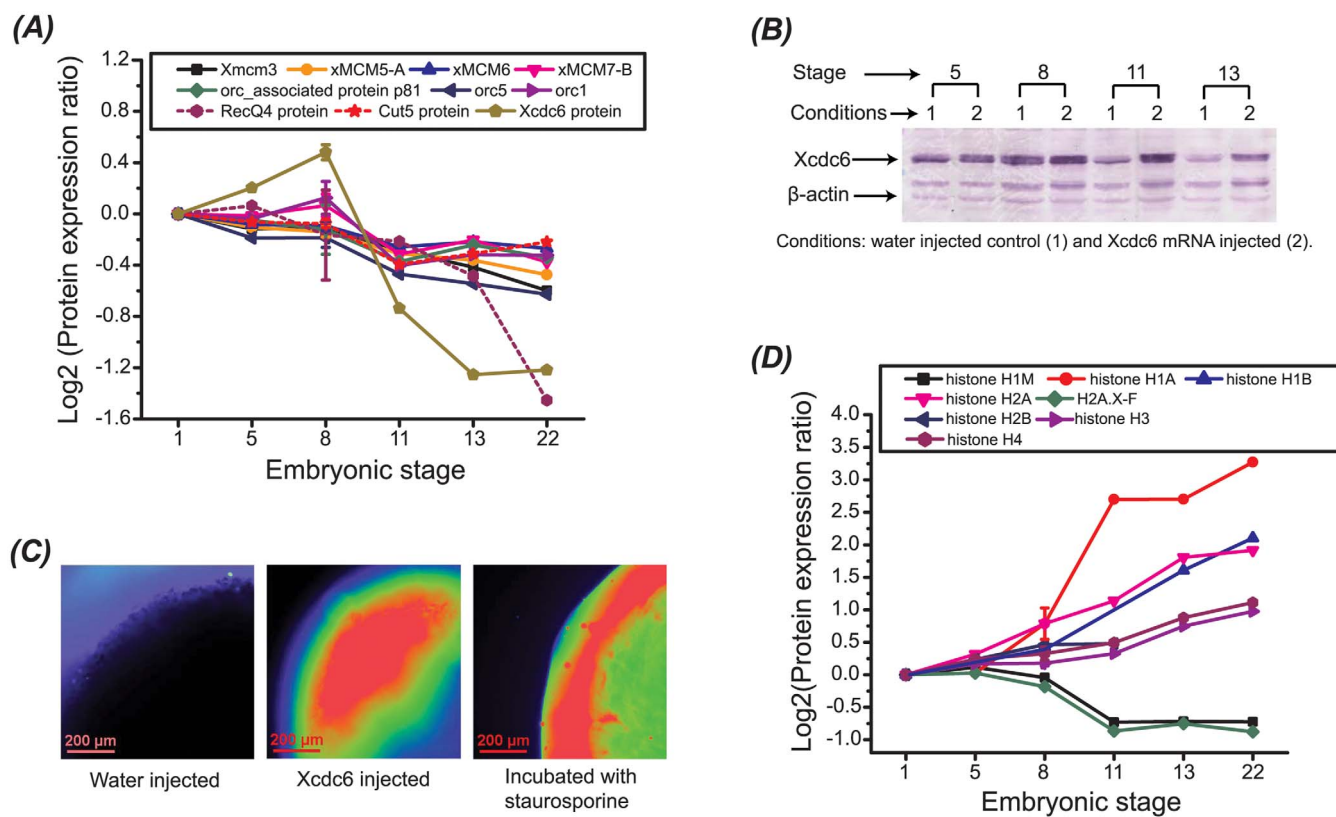 (A)
Log2 (Protein expression ratio)
1.2
0.8
0.4
0.0
-0.4
-0.8
-1.2
-1.6
Xmcm3 xMCM5-A xMCM6 xMCM7-B
orc_associated protein p81 orc5 orc1
RecQ4 protein Cut5 protein Xcdc6 protein
1 5 8 11 13 22
Embryonic stage
(B)
Stage 5 8 11 13
Conditions 1 2 1 2 1 2 1 2
Xcdc6
β-actin
Conditions: water injected control (1) and Xcdc6 mRNA injected (2).
(C)
200 µm 200 µm 200 µm
Water injected Xcdc6 injected Incubated with
staurosporine
(D)
histone H1M histone H1A histone H1B
histone H2A H2A.X-F
histone H2B histone H3
histone H4
Log2(Protein expression ratio)
4.0
3.5
3.0
2.5
2.0
1.5
1.0
0.5
0.0
-0.5
-1.0
1 5 8 11 13 22
Embryonic stage